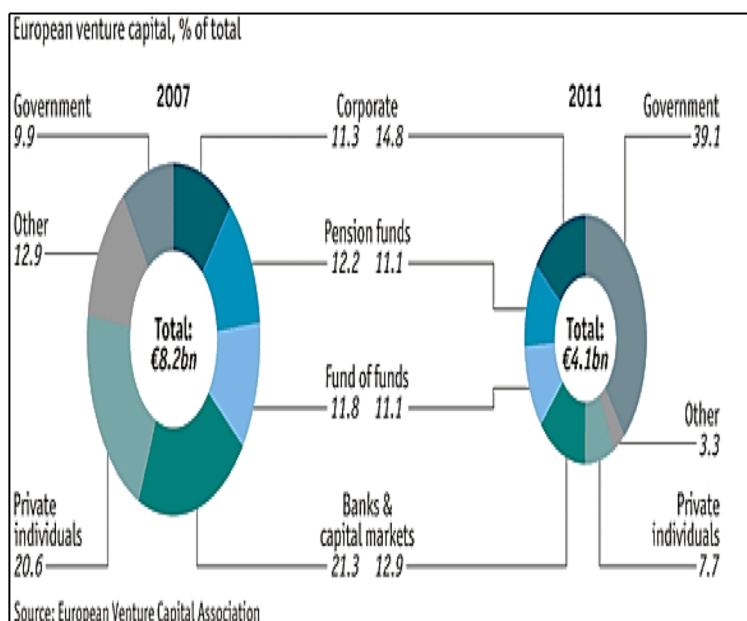 European venture capital, % of total
2007
2011
Government
9.9
Corporate
11.3 14.8
Government
39.1
Other
12.9
Pension funds
12.2 11.1
Total:
€8.2bn
Total:
€4.1bn
Fund of funds
11.8 11.1
Other
3.3
Private
individuals
20.6
Banks &
capital markets
21.3 12.9
Private
individuals
7.7
Source: European Venture Capital Association